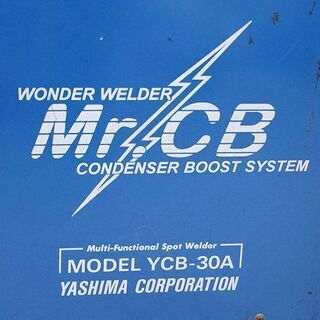 WONDER WELDER
Mr. CB
CONDENSER BOOST SYSTEM
Multi-Functional Spot Welder
MODEL YCB-30A
YASHIMA CORPORATION